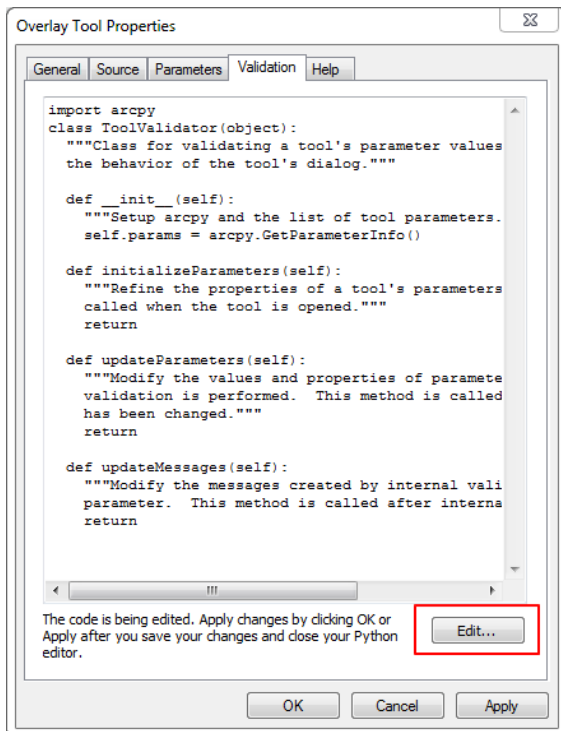 Overlay Tool Properties
General Source Parameters Validation Help
import arcpy
class ToolValidator(object):
"""Class for validating a tool's parameter values
the behavior of the tool's dialog."""
def __init__(self):
"""Setup arcpy and the list of tool parameters.
self.params = arcpy.GetParameterInfo()
def initializeParameters(self):
"""Refine the properties of a tool's parameters
called when the tool is opened."""
return
def updateParameters(self):
"""Modify the values and properties of paramete
validation is performed.  This method is called
has been changed."""
return
def updateMessages(self):
"""Modify the messages created by internal vali
parameter.  This method is called after interna
return
The code is being edited. Apply changes by clicking OK or
Apply after you save your changes and close your Python
editor.
Edit...
OK Cancel Apply